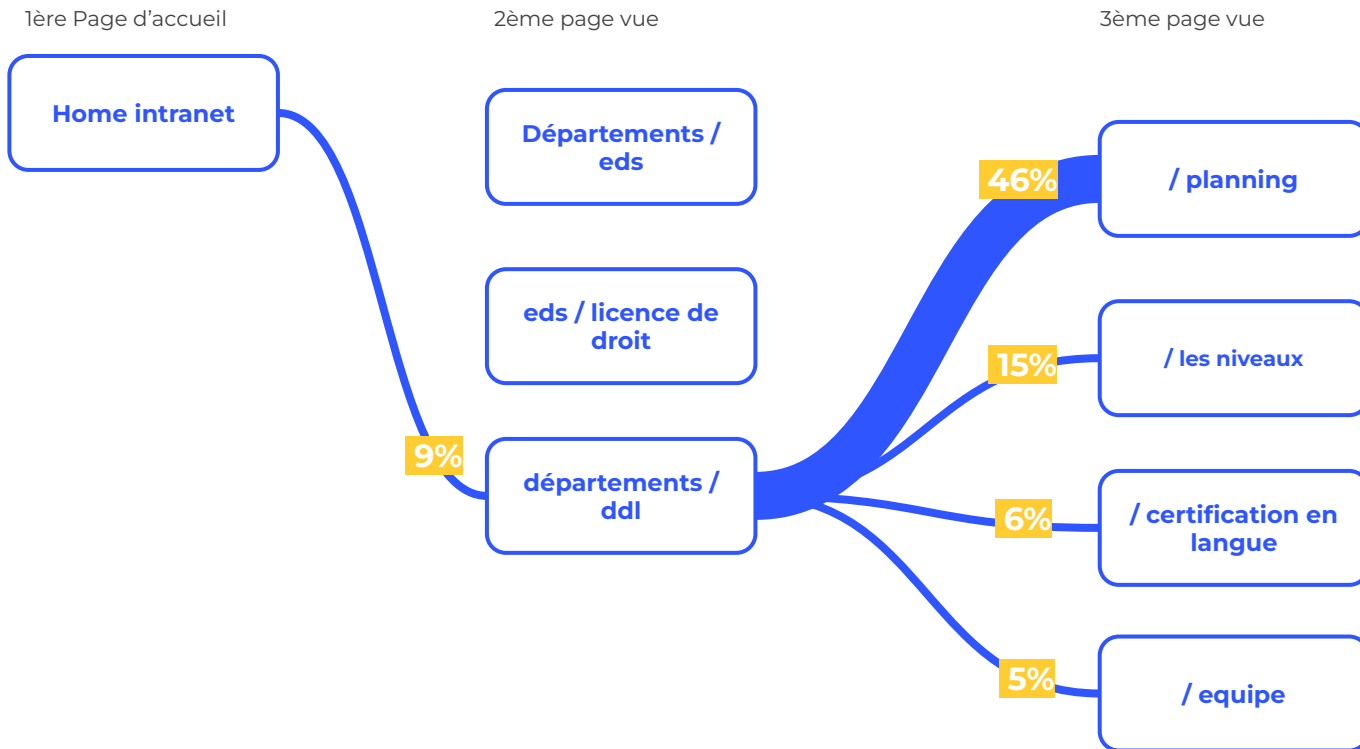 1ère Page d’accueil
2ème page vue
3ème page vue
Home intranet
Départements /
eds
eds / licence de
droit
départements /
ddl
9%
46%
15%
6%
5%
/ planning
/ les niveaux
/ certification en
langue
/ equipe